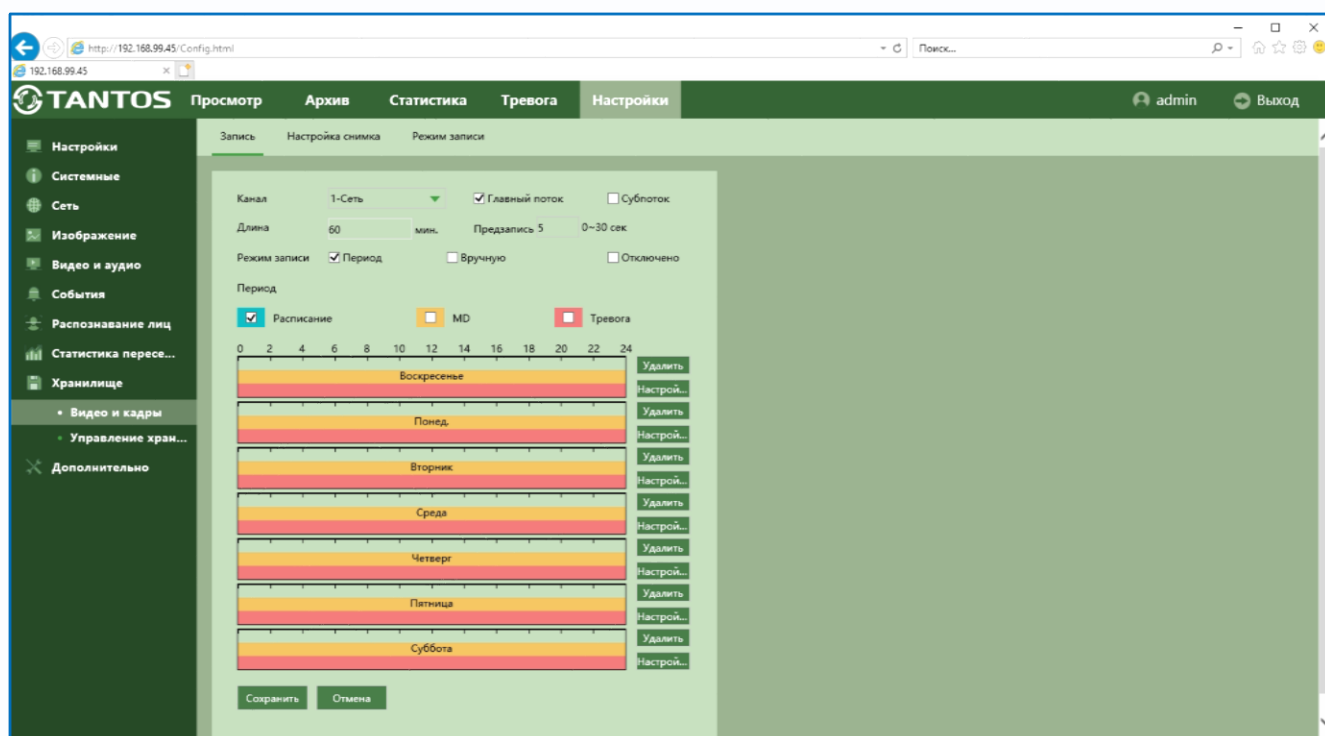 http://192.168.99.45/Config.html
Поиск...
192.168.99.45
TANTOS Просмотр Архив Статистика Тревога Настройки admin Выход
Запись Настройка снимка Режим записи
Настройки
Системные
Сеть
Изображение
Видео и аудио
События
Распознавание лиц
Статистика пересе...
Хранилище
• Видео и кадры
• Управление хран...
Дополнительно
Канал 1-Сеть Главный поток Субпоток
Длина 60 мин. Предзапись 5 0~30 сек
Режим записи Период Вручную Отключено
Период
Расписание MD Тревога
0 2 4 6 8 10 12 14 16 18 20 22 24
Удалить
Воскресенье
Настрой...
Удалить
Понед.
Настрой...
Удалить
Вторник
Настрой...
Удалить
Среда
Настрой...
Удалить
Четверг
Настрой...
Удалить
Пятница
Настрой...
Удалить
Суббота
Настрой...
Сохранить Отмена